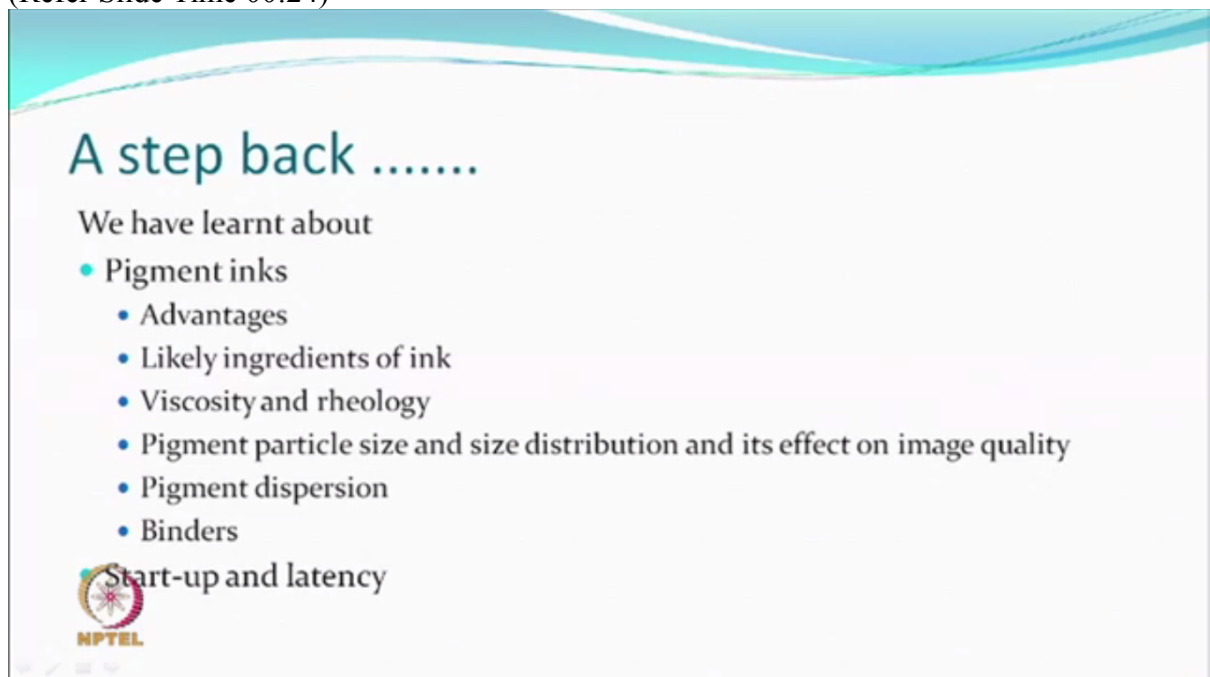 (Refer Slide Time 00:24)
A step back .......
We have learnt about
• Pigment inks
• Advantages
• Likely ingredients of ink
• Viscosity and rheology
• Pigment particle size and size distribution and its effect on image quality
• Pigment dispersion
• Binders
• Start-up and latency
NPTEL